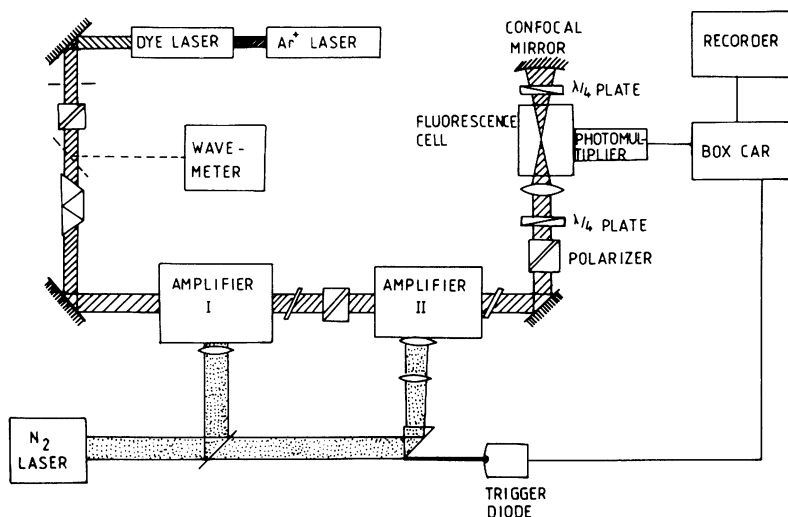 DYE LASER
Ar+ LASER
CONFOCAL
MIRROR
RECORDER
λ/4 PLATE
FLUORESCENCE
CELL
PHOTOMUL-
TIPLIER
BOX CAR
WAVE-
METER
λ/4 PLATE
POLARIZER
AMPLIFIER
I
AMPLIFIER
II
N2
LASER
TRIGGER
DIODE